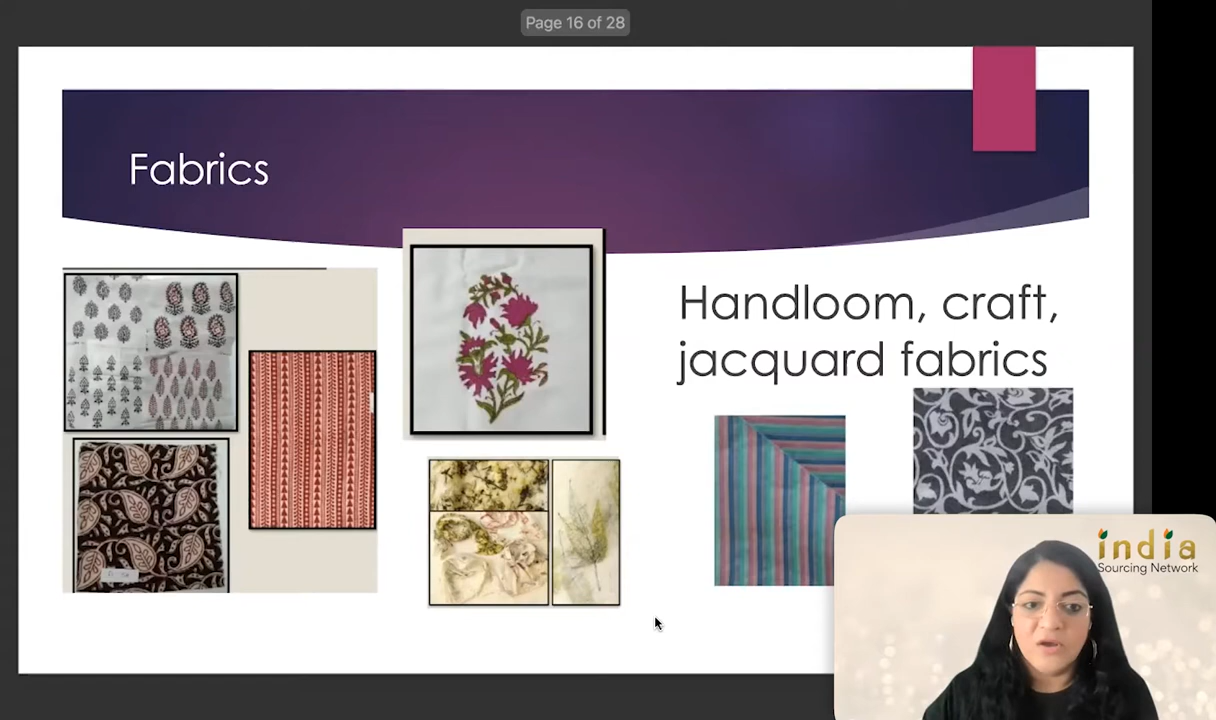 Page 16 of 28
Fabrics
Handloom, craft,
jacquard fabrics
india
Sourcing Network